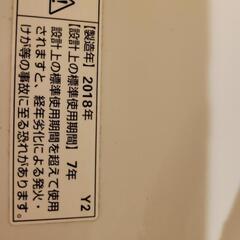 【製造年】2018年 Y2
【設計上の標準使用期間】 7年
設計上の標準使用期間を超えて使用
されますと、経年劣化による発火・
けが等の事故に至る恐れがあります。